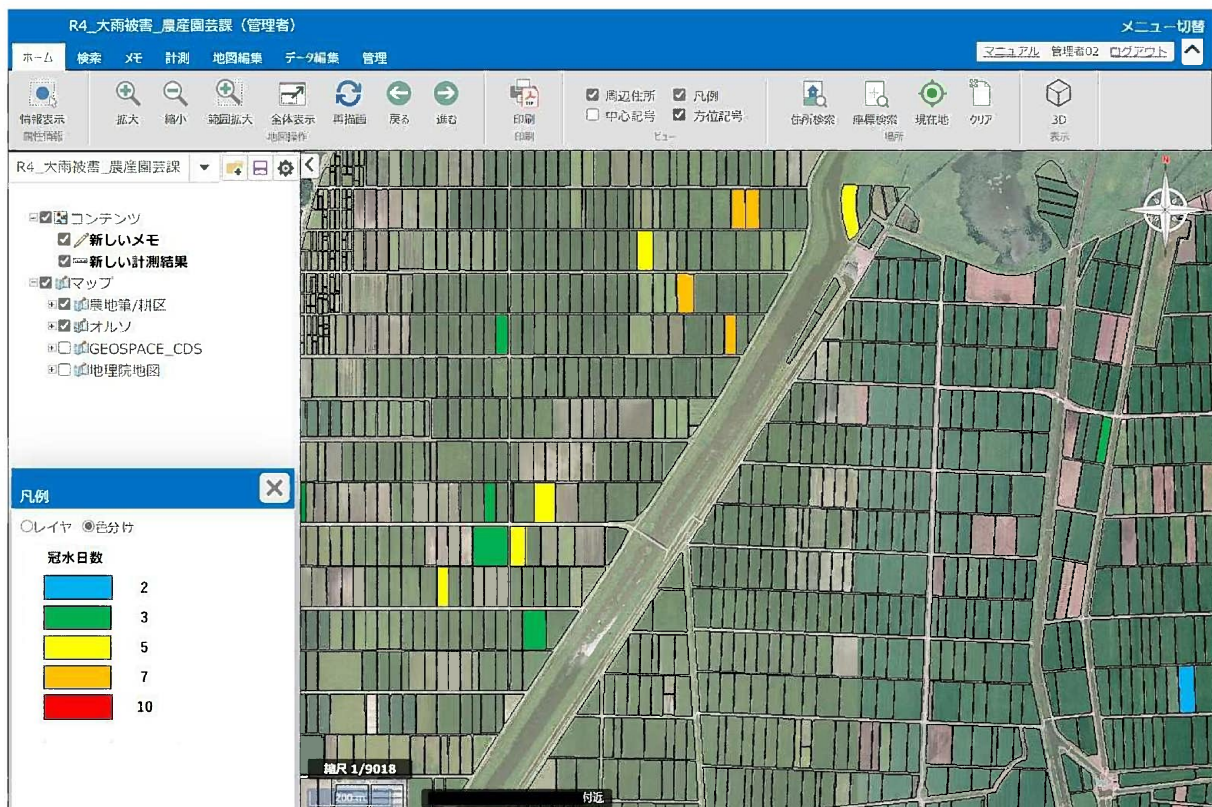 R4_大雨被害_農産園芸課（管理者）
メニュー切替
ホーム 検索 メモ 計測 地図編集 データ編集 管理
マニュアル 管理者02 ログアウト
情報表示 拡大 縮小 範囲拡大 全体表示 再描画 戻る 進む 印刷
周辺住所 凡例
中心記号 方位記号
住所検索 座標検索 現在地 クリア 3D
属性情報 地図操作 印刷 ビュー 場所 表示
R4_大雨被害_農産園芸課
N
コンテンツ
新しいメモ
新しい計測結果
マップ
農地筆/耕区
オルソ
GEOSPACE_CDS
地理院地図
凡例
レイヤ 色分け
冠水日数
2
3
5
7
10
縮尺 1/9018
200 m
付近